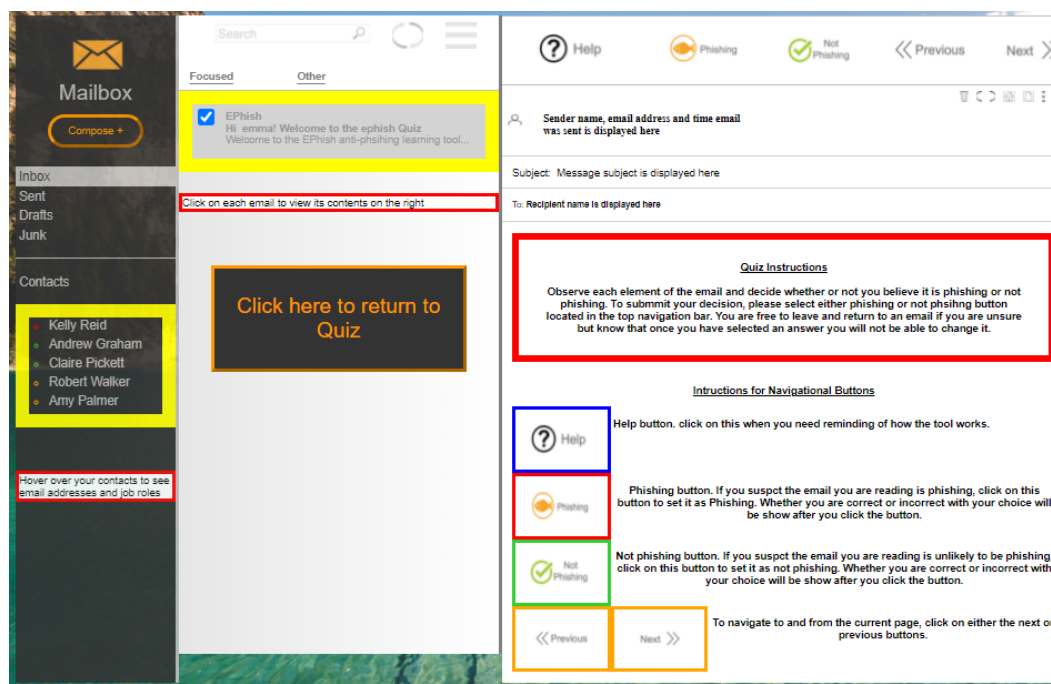 Mailbox
Compose +
Inbox
Sent
Drafts
Junk
Contacts
Kelly Reid
Andrew Graham
Claire Pickett
Robert Walker
Amy Palmer
Hover over your contacts to see
email addresses and job roles
Search
Focused
Other
EPhish
Hi emma! Welcome to the ephish Quiz
Welcome to the EPhish anti-phsihing learning tool...
Click on each email to view its contents on the right
Click here to return to
Quiz
Help
Phishing
Not
Phishing
Previous
Next
Sender name, email address and time email
was sent is displayed here
Subject: Message subject is displayed here
To: Recipient name is displayed here
Quiz Instructions
Observe each element of the email and decide whether or not you believe it is phishing or not
phishing. To submmit your decision, please select either phishing or not phsihng button
located in the top navigation bar. You are free to leave and return to an email if you are unsure
but know that once you have selected an answer you will not be able to change it.
Intructions for Navigational Buttons
Help
Help button. click on this when you need reminding of how the tool works.
Phishing
Phishing button. If you suspct the email you are reading is phishing, click on this
button to set it as Phishing. Whether you are correct or incorrect with your choice will
be show after you click the button.
Not
Phishing
Not phishing button. If you suspct the email you are reading is unlikely to be phishing,
click on this button to set it as not phishing. Whether you are correct or incorrect with
your choice will be show after you click the button.
Previous
Next
To navigate to and from the current page, click on either the next or
previous buttons.